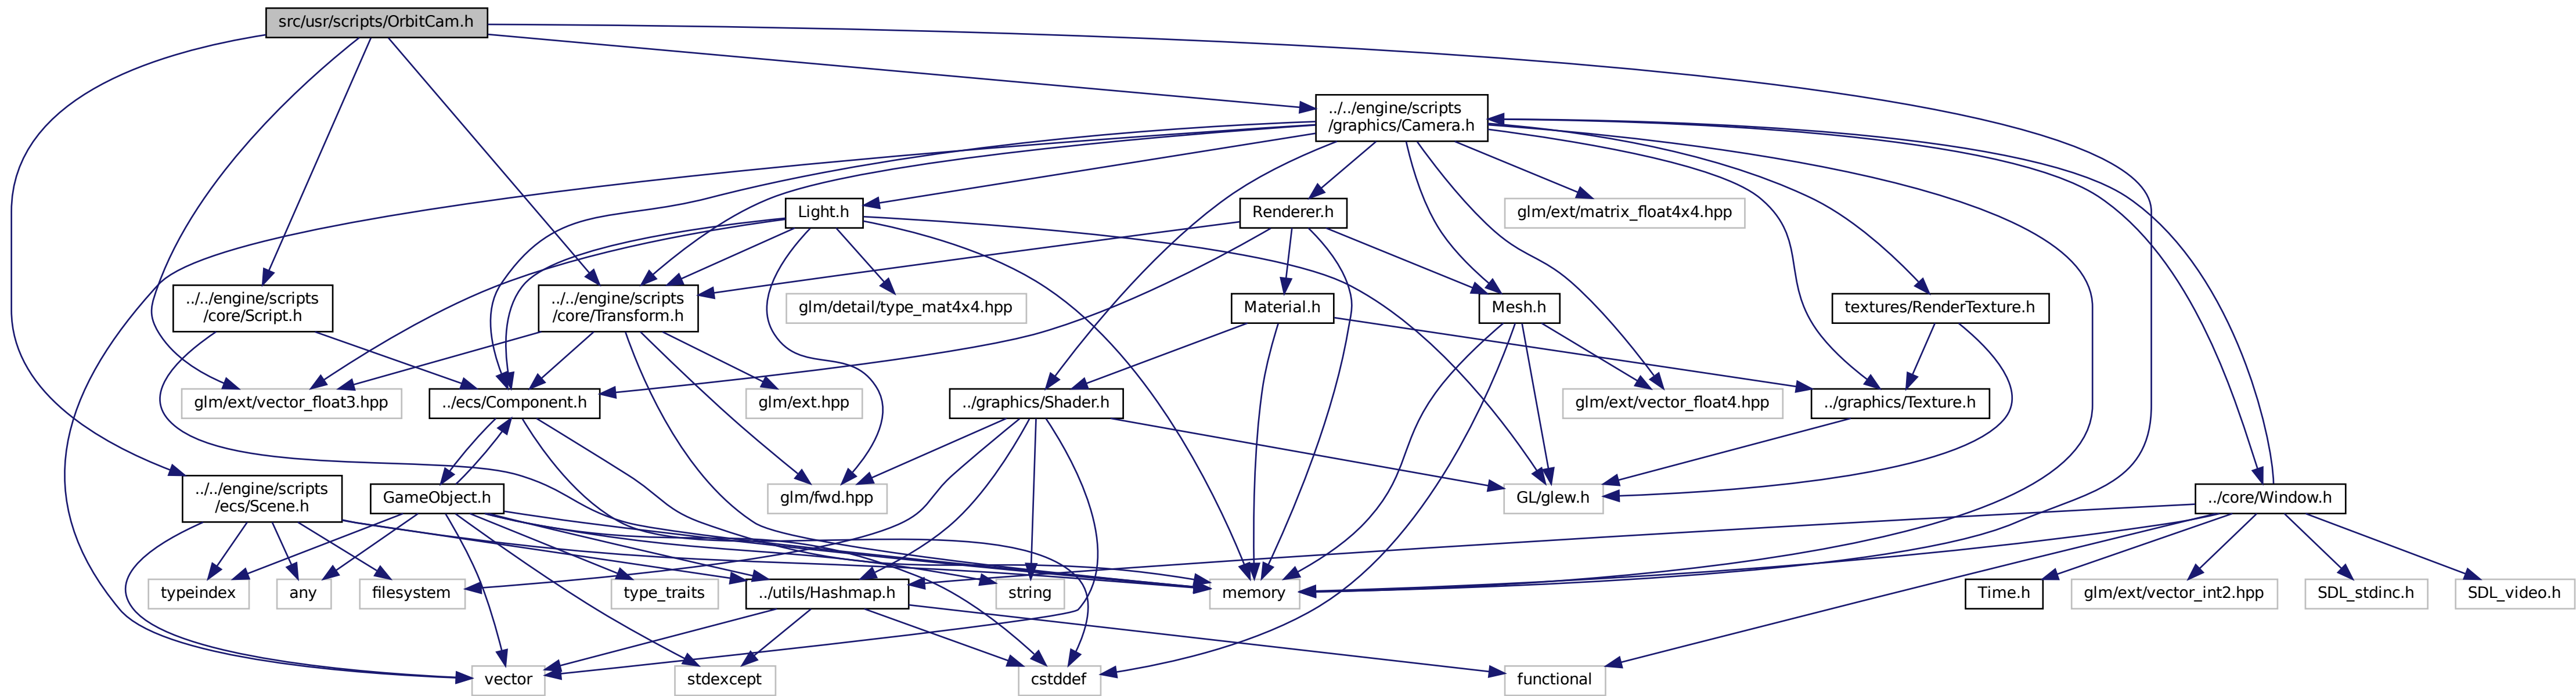 src/usr/scripts/OrbitCam.h
../../engine/scripts
/graphics/Camera.h
Light.h
Renderer.h
glm/ext/matrix_float4x4.hpp
../../engine/scripts
/core/Script.h
../../engine/scripts
/core/Transform.h
glm/detail/type_mat4x4.hpp
Material.h
Mesh.h
textures/RenderTexture.h
glm/ext/vector_float3.hpp
../ecs/Component.h
glm/ext.hpp
../graphics/Shader.h
glm/ext/vector_float4.hpp
../graphics/Texture.h
../../engine/scripts
/ecs/Scene.h
GameObject.h
glm/fwd.hpp
GL/glew.h
../core/Window.h
typeindex
any
filesystem
type_traits
../utils/Hashmap.h
string
memory
Time.h
glm/ext/vector_int2.hpp
SDL_stdinc.h
SDL_video.h
vector
stdexcept
cstddef
functional